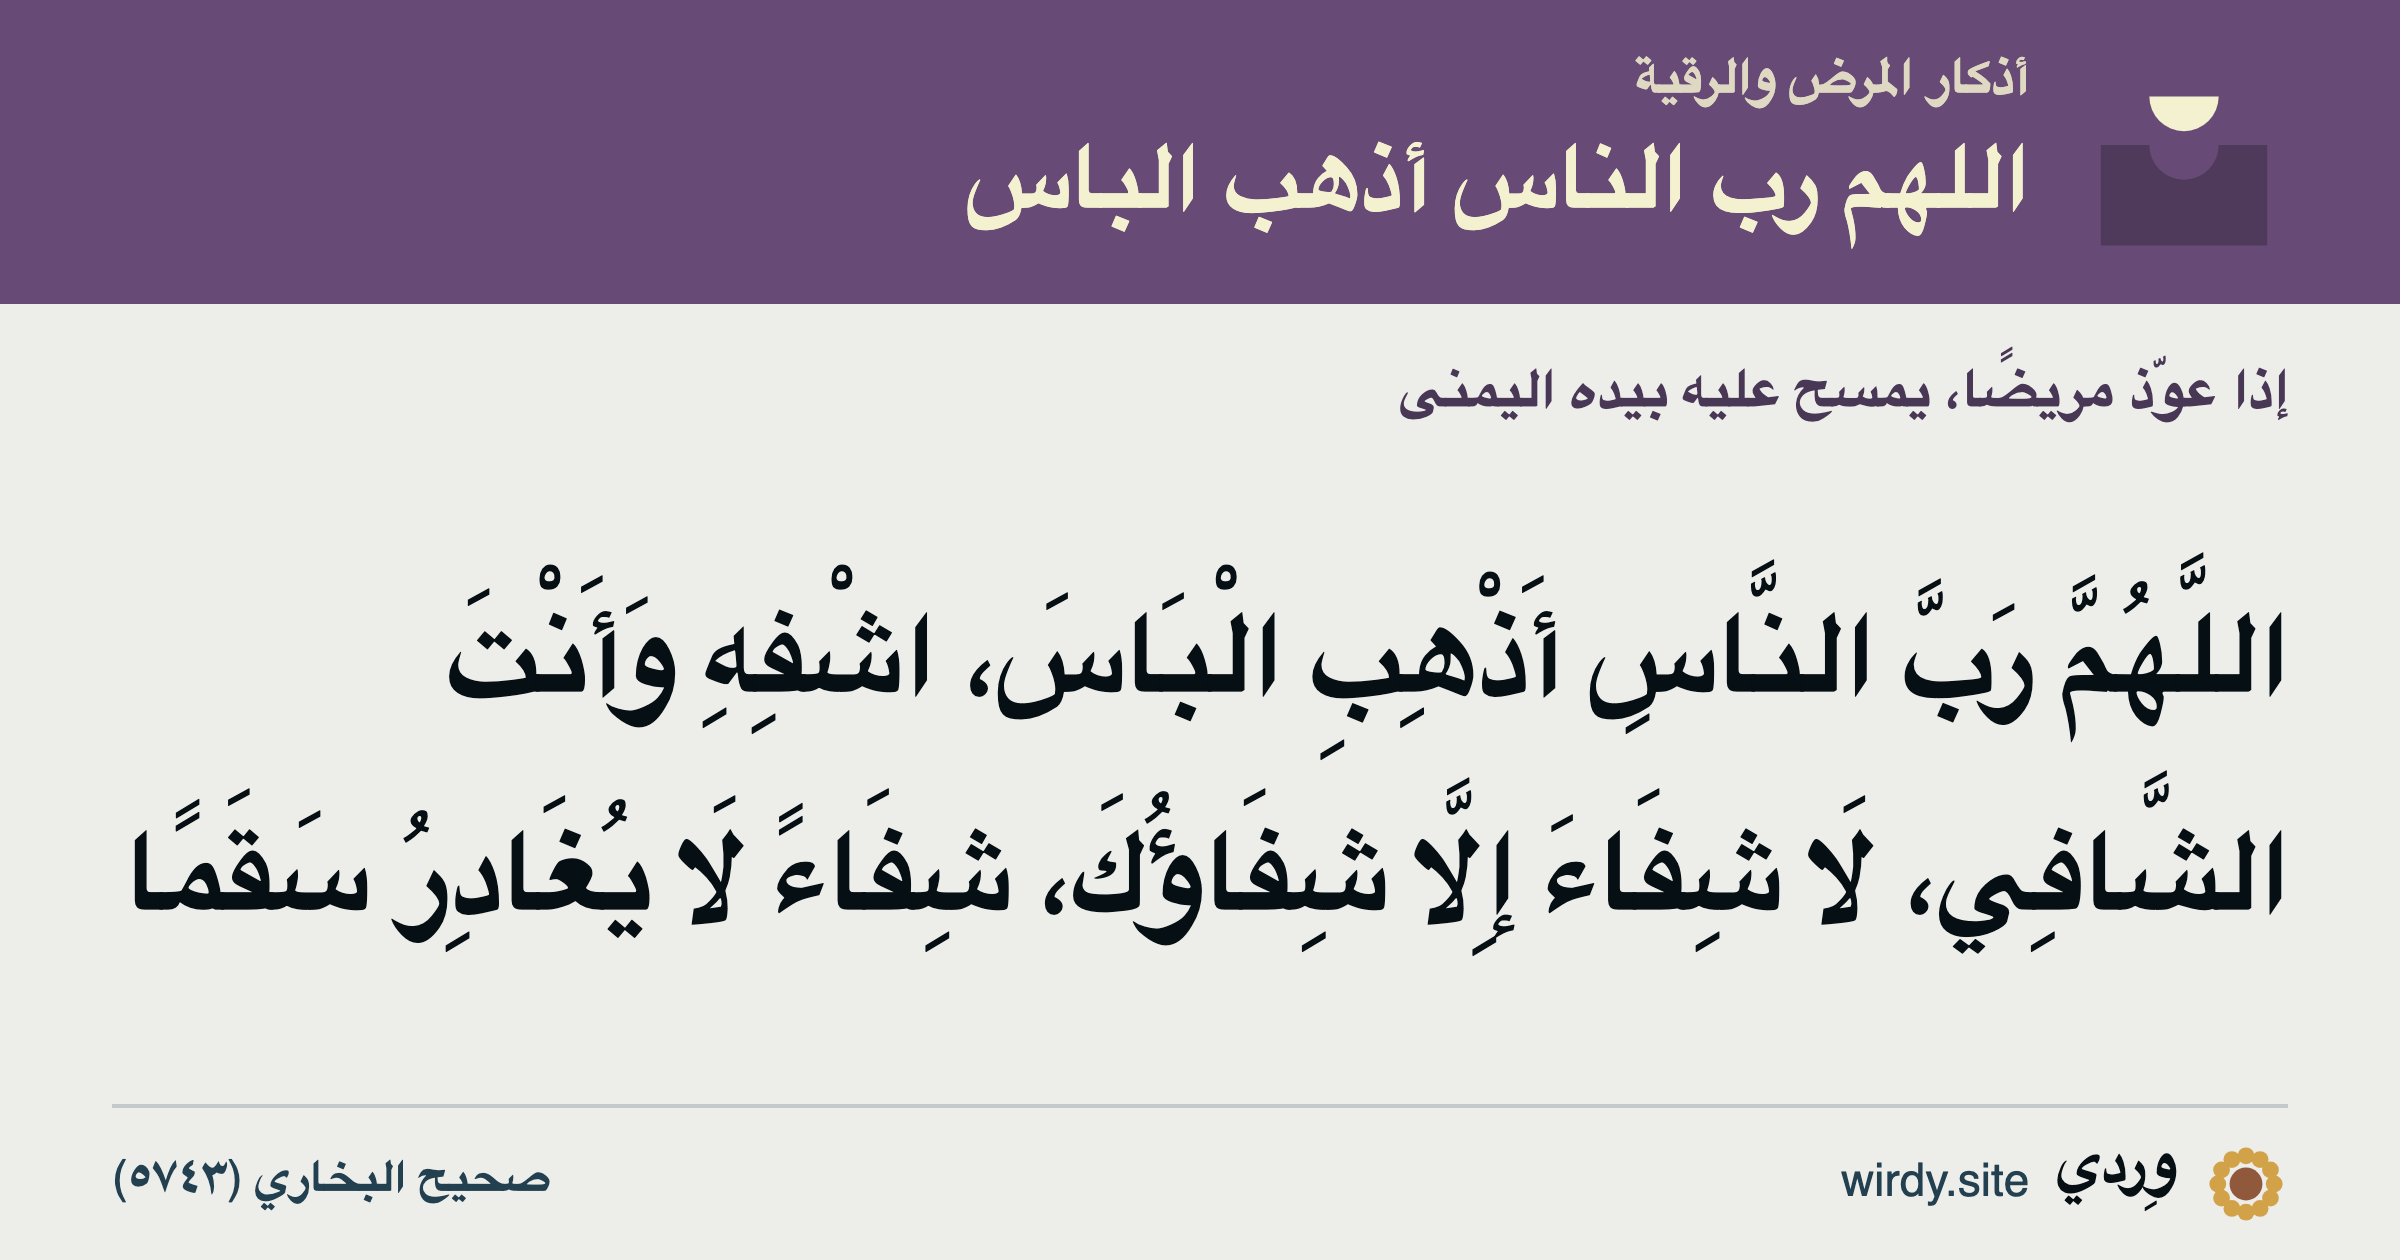 أذكار المرض والرقية
اللهم رب الناس أذهب الباس
إذا عوّذ مريضًا، يمسح عليه بيده اليمنى
اللَّهُمَّ رَبَّ النَّاسِ أَذْهِبِ الْبَاسَ، اشْفِهِ وَأَنْتَ
الشَّافِي، لَا شِفَاءَ إِلَّا شِفَاؤُكَ، شِفَاءً لَا يُغَادِرُ سَقَمًا
وِردي wirdy.site
صحيح البخاري (٥٧٤٣)